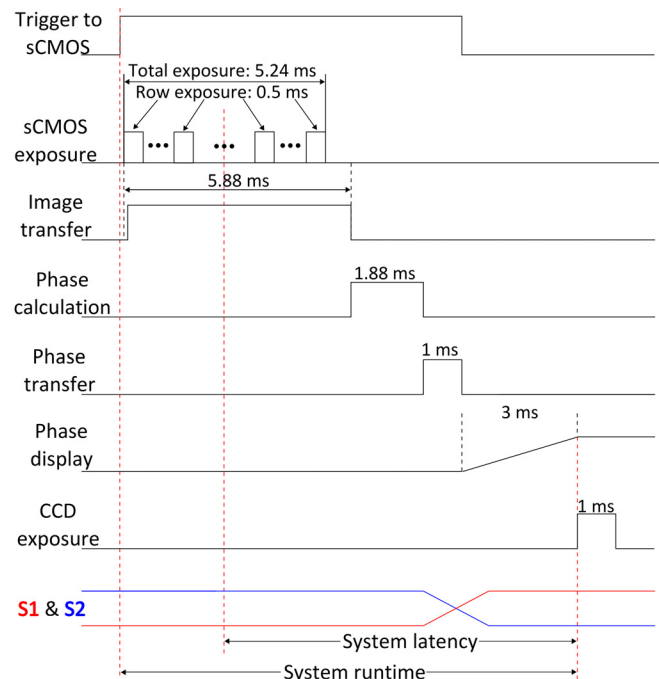 Trigger to
sCMOS
Total exposure: 5.24 ms
Row exposure: 0.5 ms
sCMOS
exposure
5.88 ms
Image
transfer
1.88 ms
Phase
calculation
1 ms
Phase
transfer
3 ms
Phase
display
1 ms
CCD
exposure
S1 & S2
System latency
System runtime